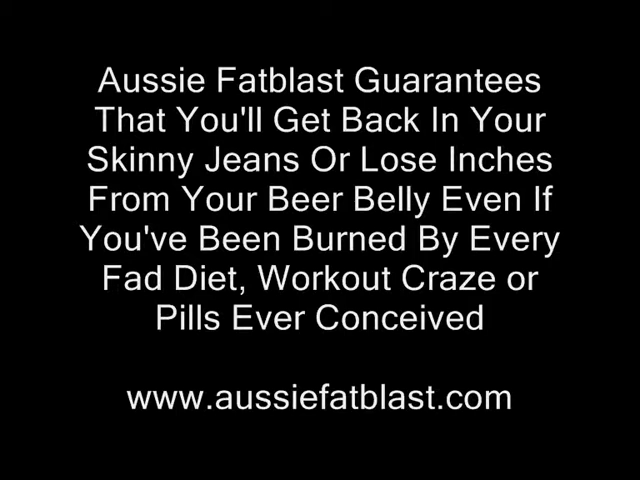 Aussie Fatblast Guarantees
That You'll Get Back In Your
Skinny Jeans Or Lose Inches
From Your Beer Belly Even If
You've Been Burned By Every
Fad Diet, Workout Craze or
Pills Ever Conceived
www.aussiefatblast.com